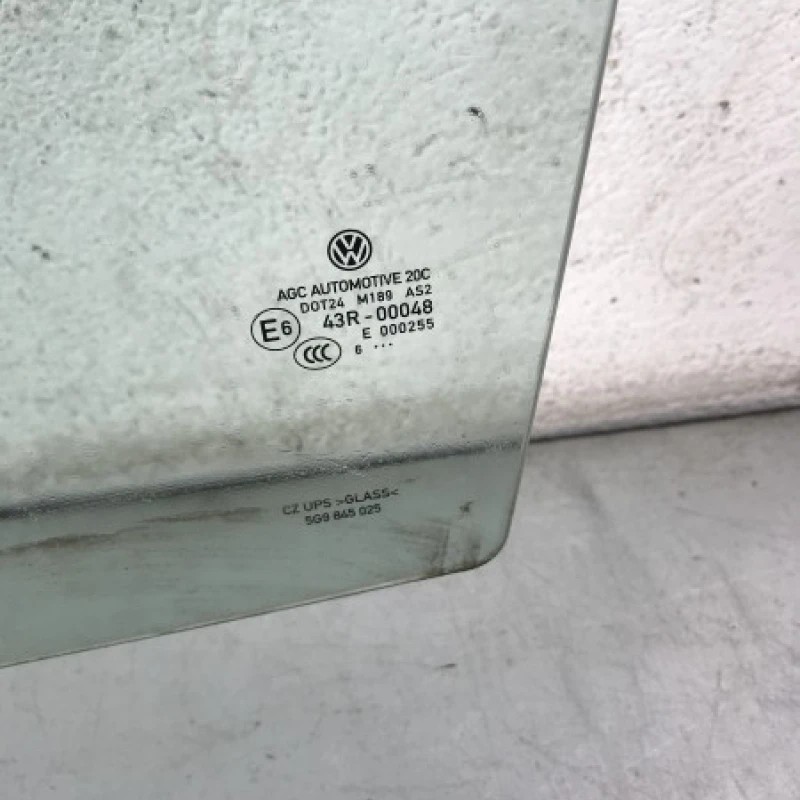 AGC AUTOMOTIVE 20C
DOT24 M189 AS2
E6 43R-00048
E 000255
CCC 6 ...
CZ UPS >GLASS<
5G9 845 025